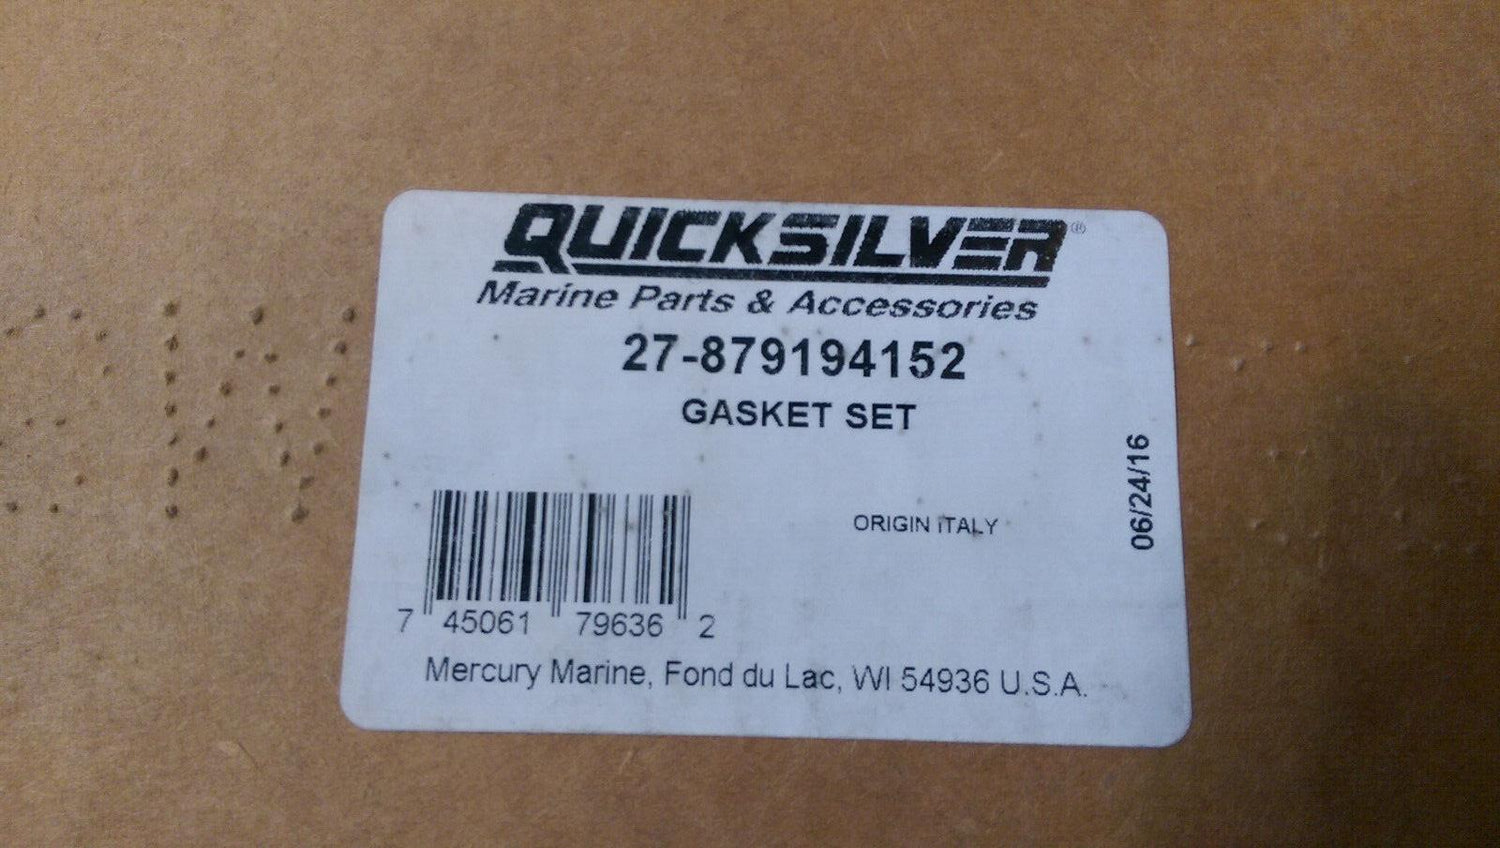 QUICKSILVER®
Marine Parts & Accessories
27-879194152
GASKET SET
06/24/16
ORIGIN ITALY
7 45061 79636 2
Mercury Marine, Fond du Lac, WI 54936 U.S.A.